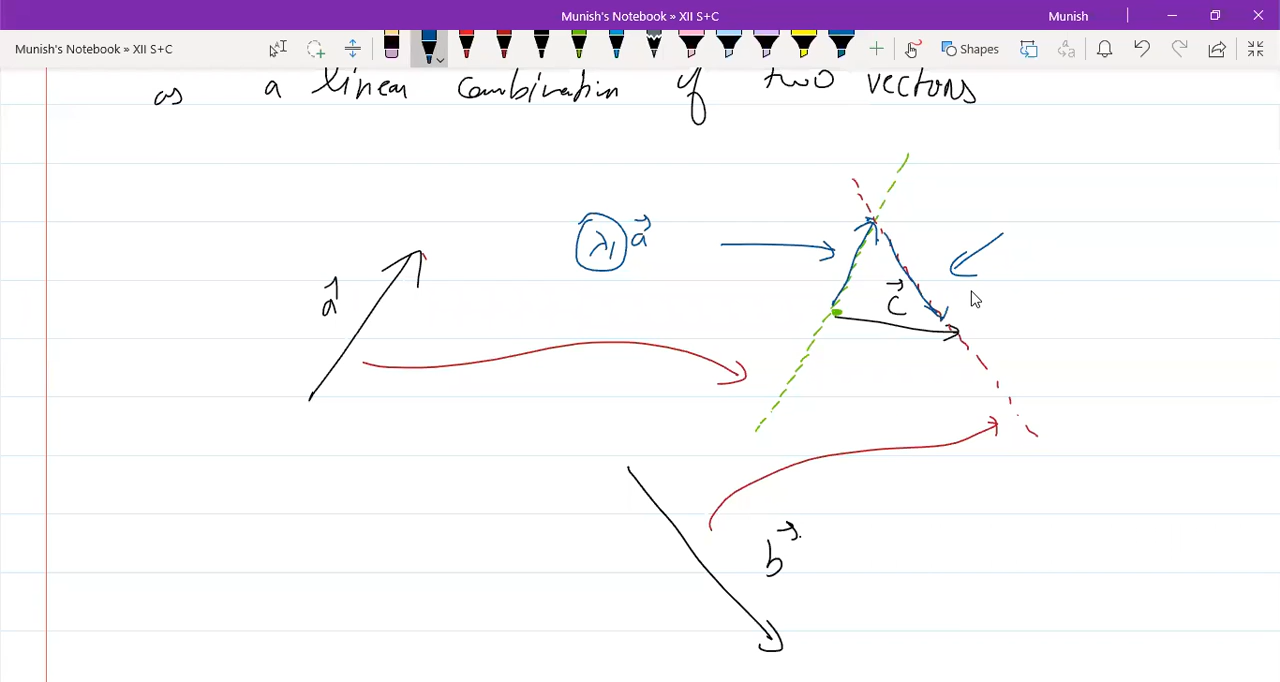 Munish's Notebook » XII S+C
Munish
Munish's Notebook » XII S+C
Shapes
as a linear combination of two vectors
λ₁ a⃗
a⃗
c⃗
b⃗